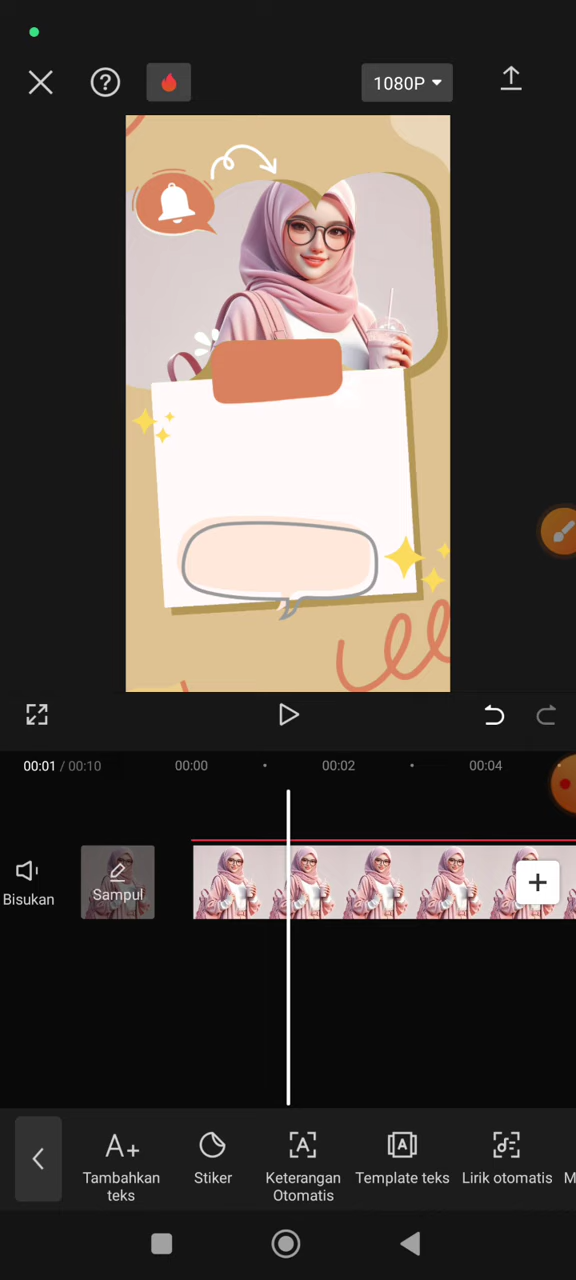 1080P
00:01 / 00:10
00:00
00:02
00:04
Bisukan
Sampul
Tambahkan
teks
Stiker
Keterangan
Otomatis
Template teks
Lirik otomatis
M